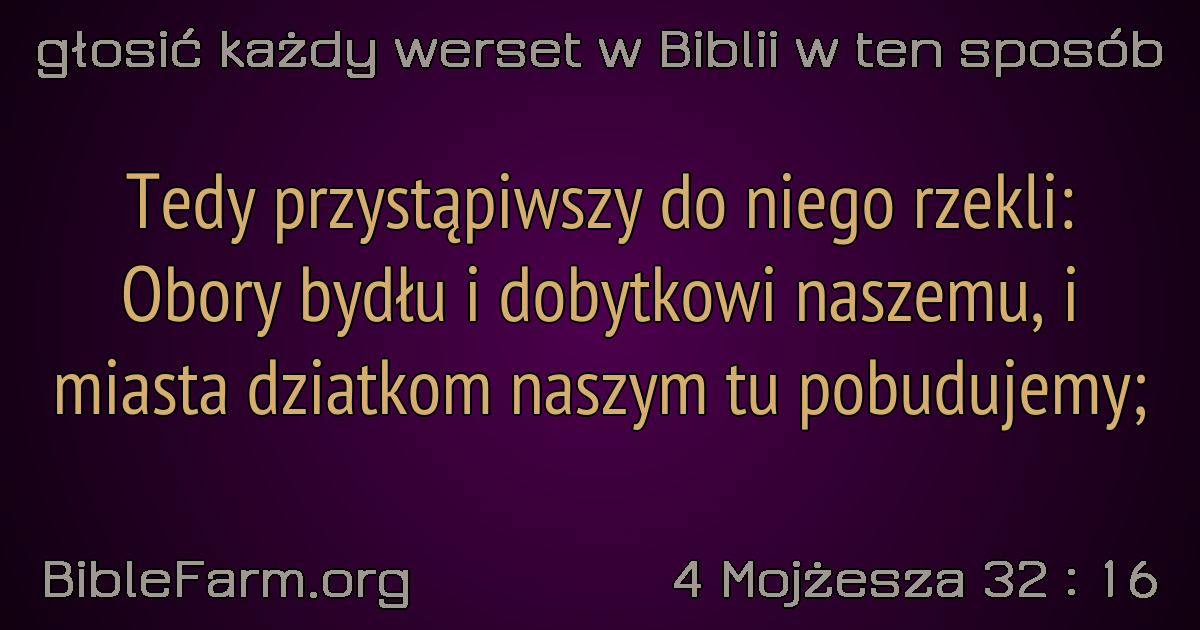 głosić każdy werset w Biblii w ten sposób
Tedy przystąpiwszy do niego rzekli:
Obory bydłu i dobytkowi naszemu, i
miasta dziatkom naszym tu pobudujemy;
BibleFarm.org
4 Mojżesza 32 : 16